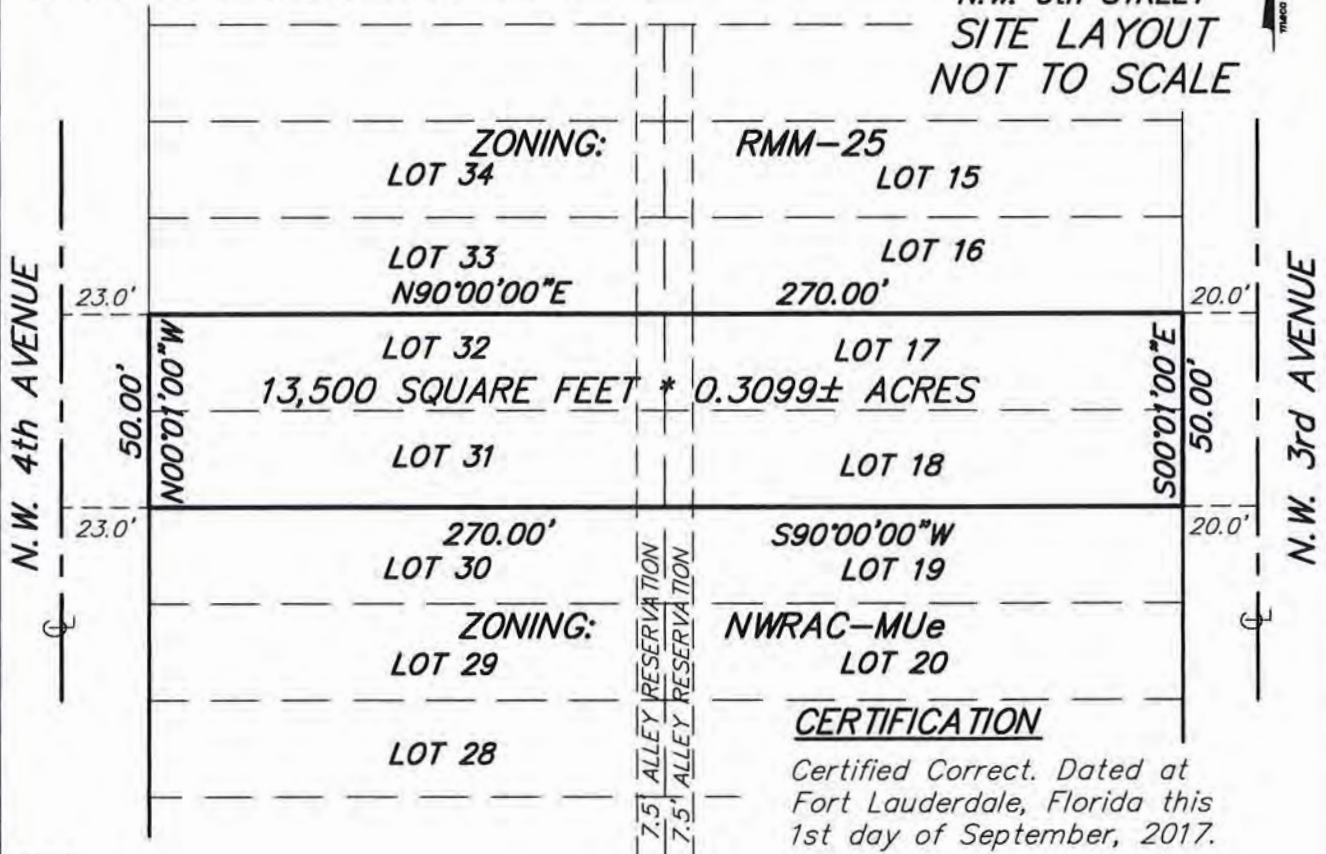 SITE LAYOUT
NOT TO SCALE
ZONING: RMM-25
LOT 34 LOT 15
LOT 33 LOT 16
N90°00'00"E 270.00'
23.0' 20.0'
N.W. 4th AVENUE
50.00'
N00°01'00"W
LOT 32 LOT 17
13,500 SQUARE FEET * 0.3099± ACRES
LOT 31 LOT 18
S00°01'00"E
50.00'
N.W. 3rd AVENUE
23.0' 20.0'
270.00' S90°00'00"W
LOT 30 LOT 19
ZONING: NWRAC-MUe
LOT 29 LOT 20
LOT 28
7.5' ALLEY RESERVATION
7.5' ALLEY RESERVATION
CERTIFICATION
Certified Correct. Dated at
Fort Lauderdale, Florida this
1st day of September, 2017.